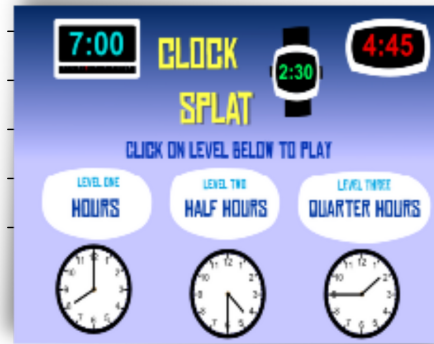 7:00
CLOCK
SPLAT
2:30
4:45
CLICK ON LEVEL BELOW TO PLAY
LEVEL ONE
HOURS
LEVEL TWO
HALF HOURS
LEVEL THREE
QUARTER HOURS